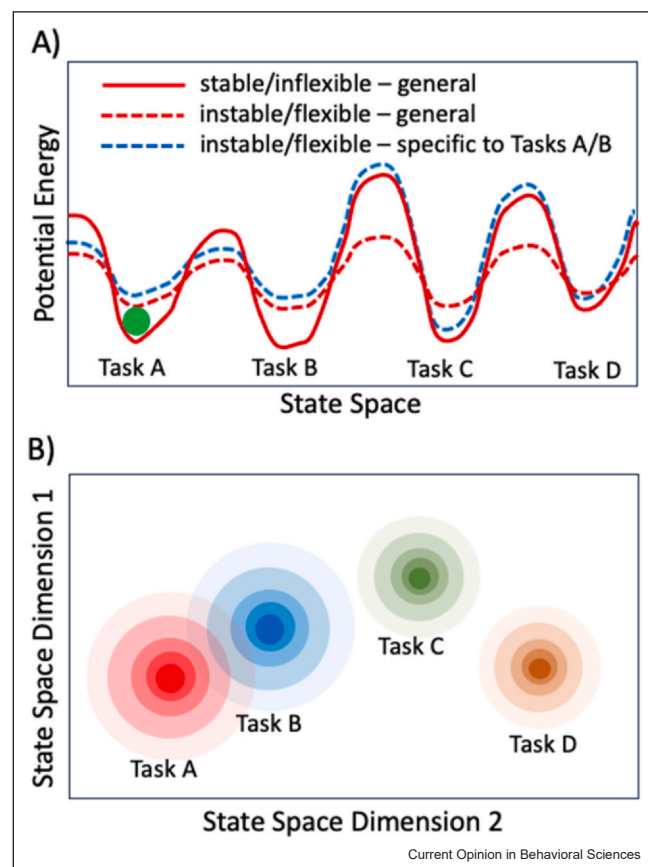 A)
stable/inflexible – general
instable/flexible – general
instable/flexible – specific to Tasks A/B
Potential Energy
Task A
Task B
Task C
Task D
State Space
B)
State Space Dimension 1
Task C
Task B
Task D
Task A
State Space Dimension 2
Current Opinion in Behavioral Sciences